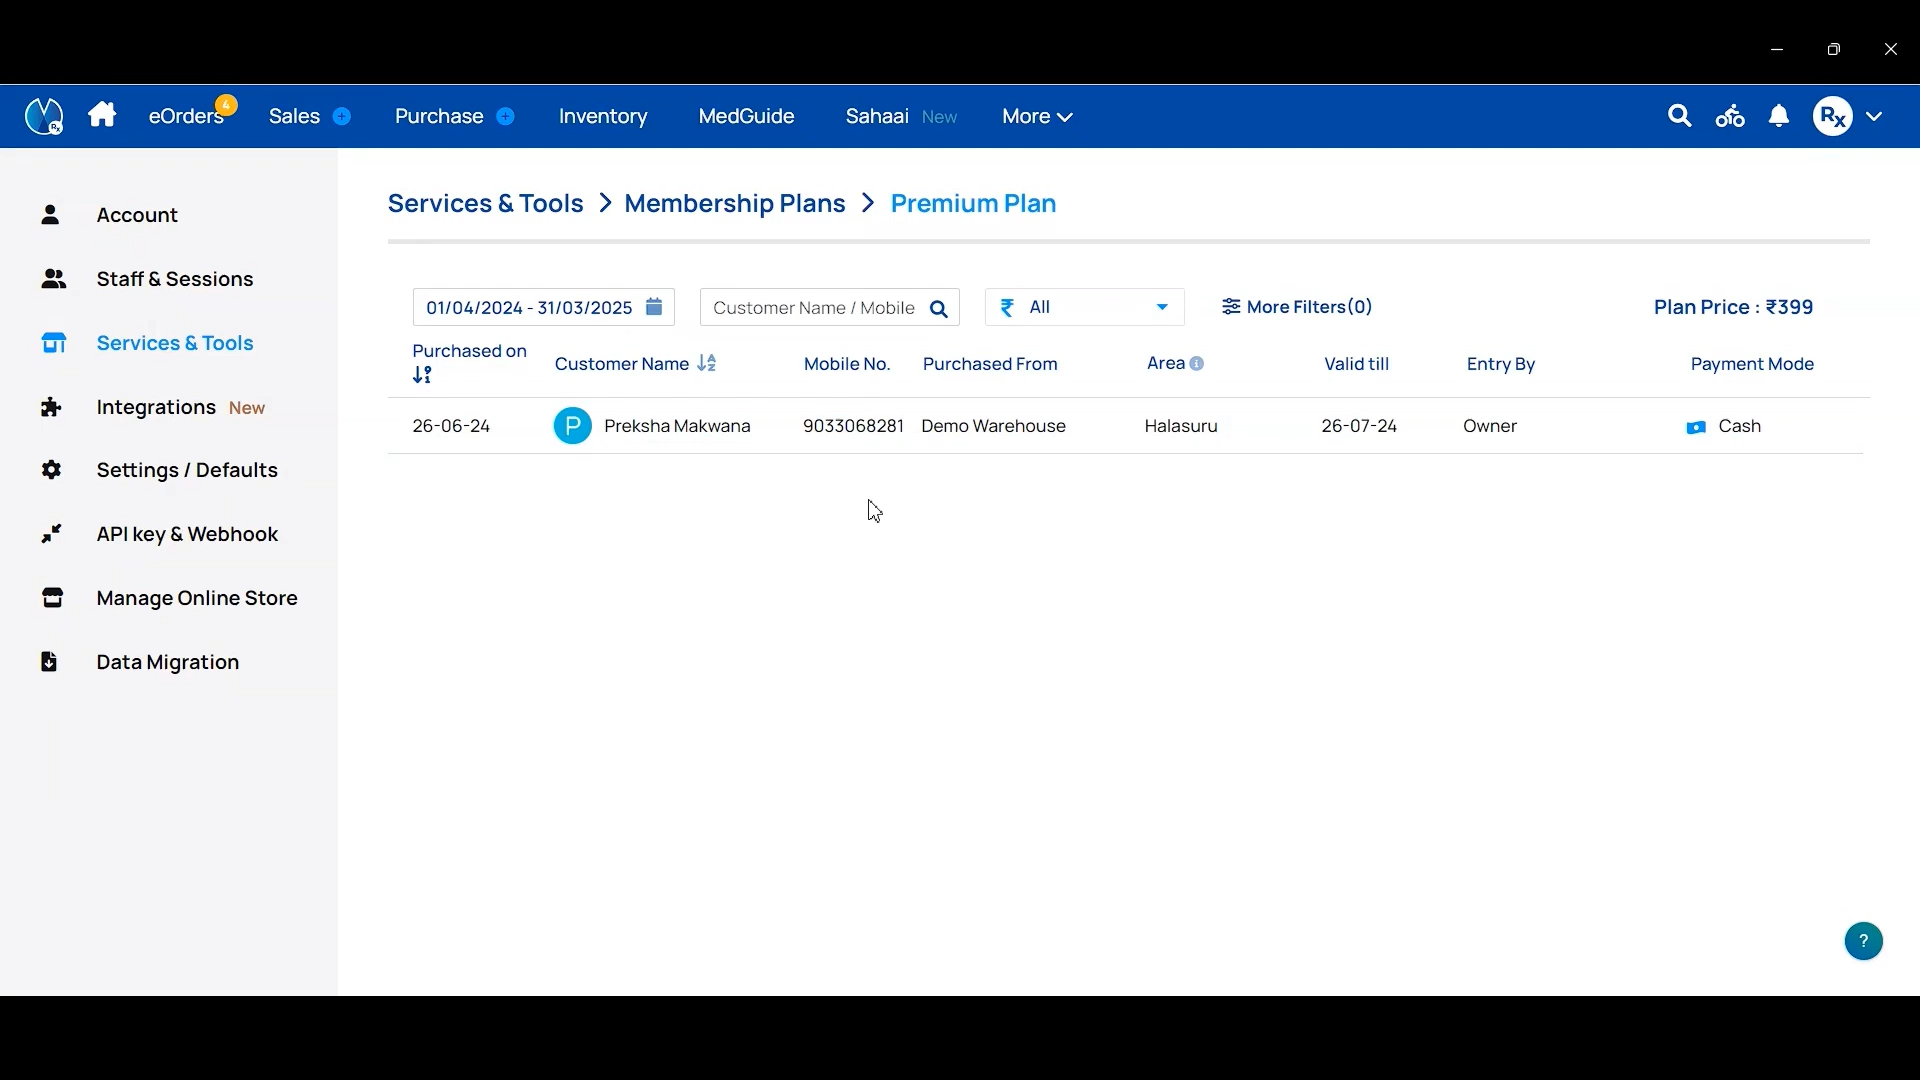 eOrders 4 Sales + Purchase + Inventory MedGuide Sahaai New More Rx
Account
Staff & Sessions
Services & Tools
Integrations New
Settings / Defaults
API key & Webhook
Manage Online Store
Data Migration
Services & Tools > Membership Plans > Premium Plan
01/04/2024 - 31/03/2025 Customer Name / Mobile ₹ All More Filters(0) Plan Price : ₹399
Purchased on Customer Name Mobile No. Purchased From Area Valid till Entry By Payment Mode
26-06-24 P Preksha Makwana 9033068281 Demo Warehouse Halasuru 26-07-24 Owner Cash
?